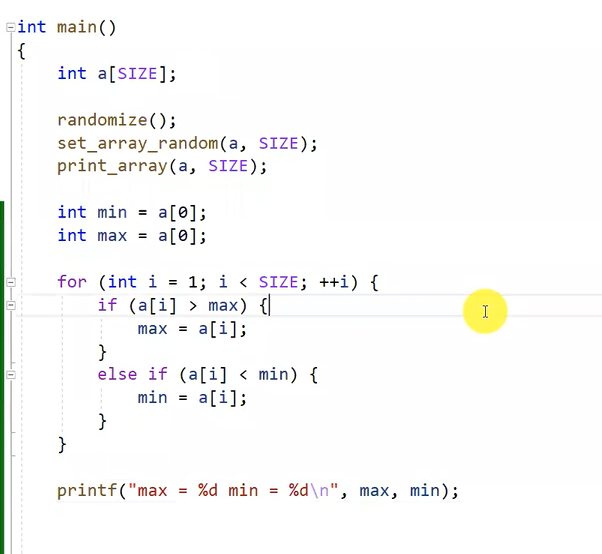 int main()
{
    int a[SIZE];

    randomize();
    set_array_random(a, SIZE);
    print_array(a, SIZE);

    int min = a[0];
    int max = a[0];

    for (int i = 1; i < SIZE; ++i) {
        if (a[i] > max) {
            max = a[i];
        }
        else if (a[i] < min) {
            min = a[i];
        }
    }

    printf("max = %d min = %d\n", max, min);